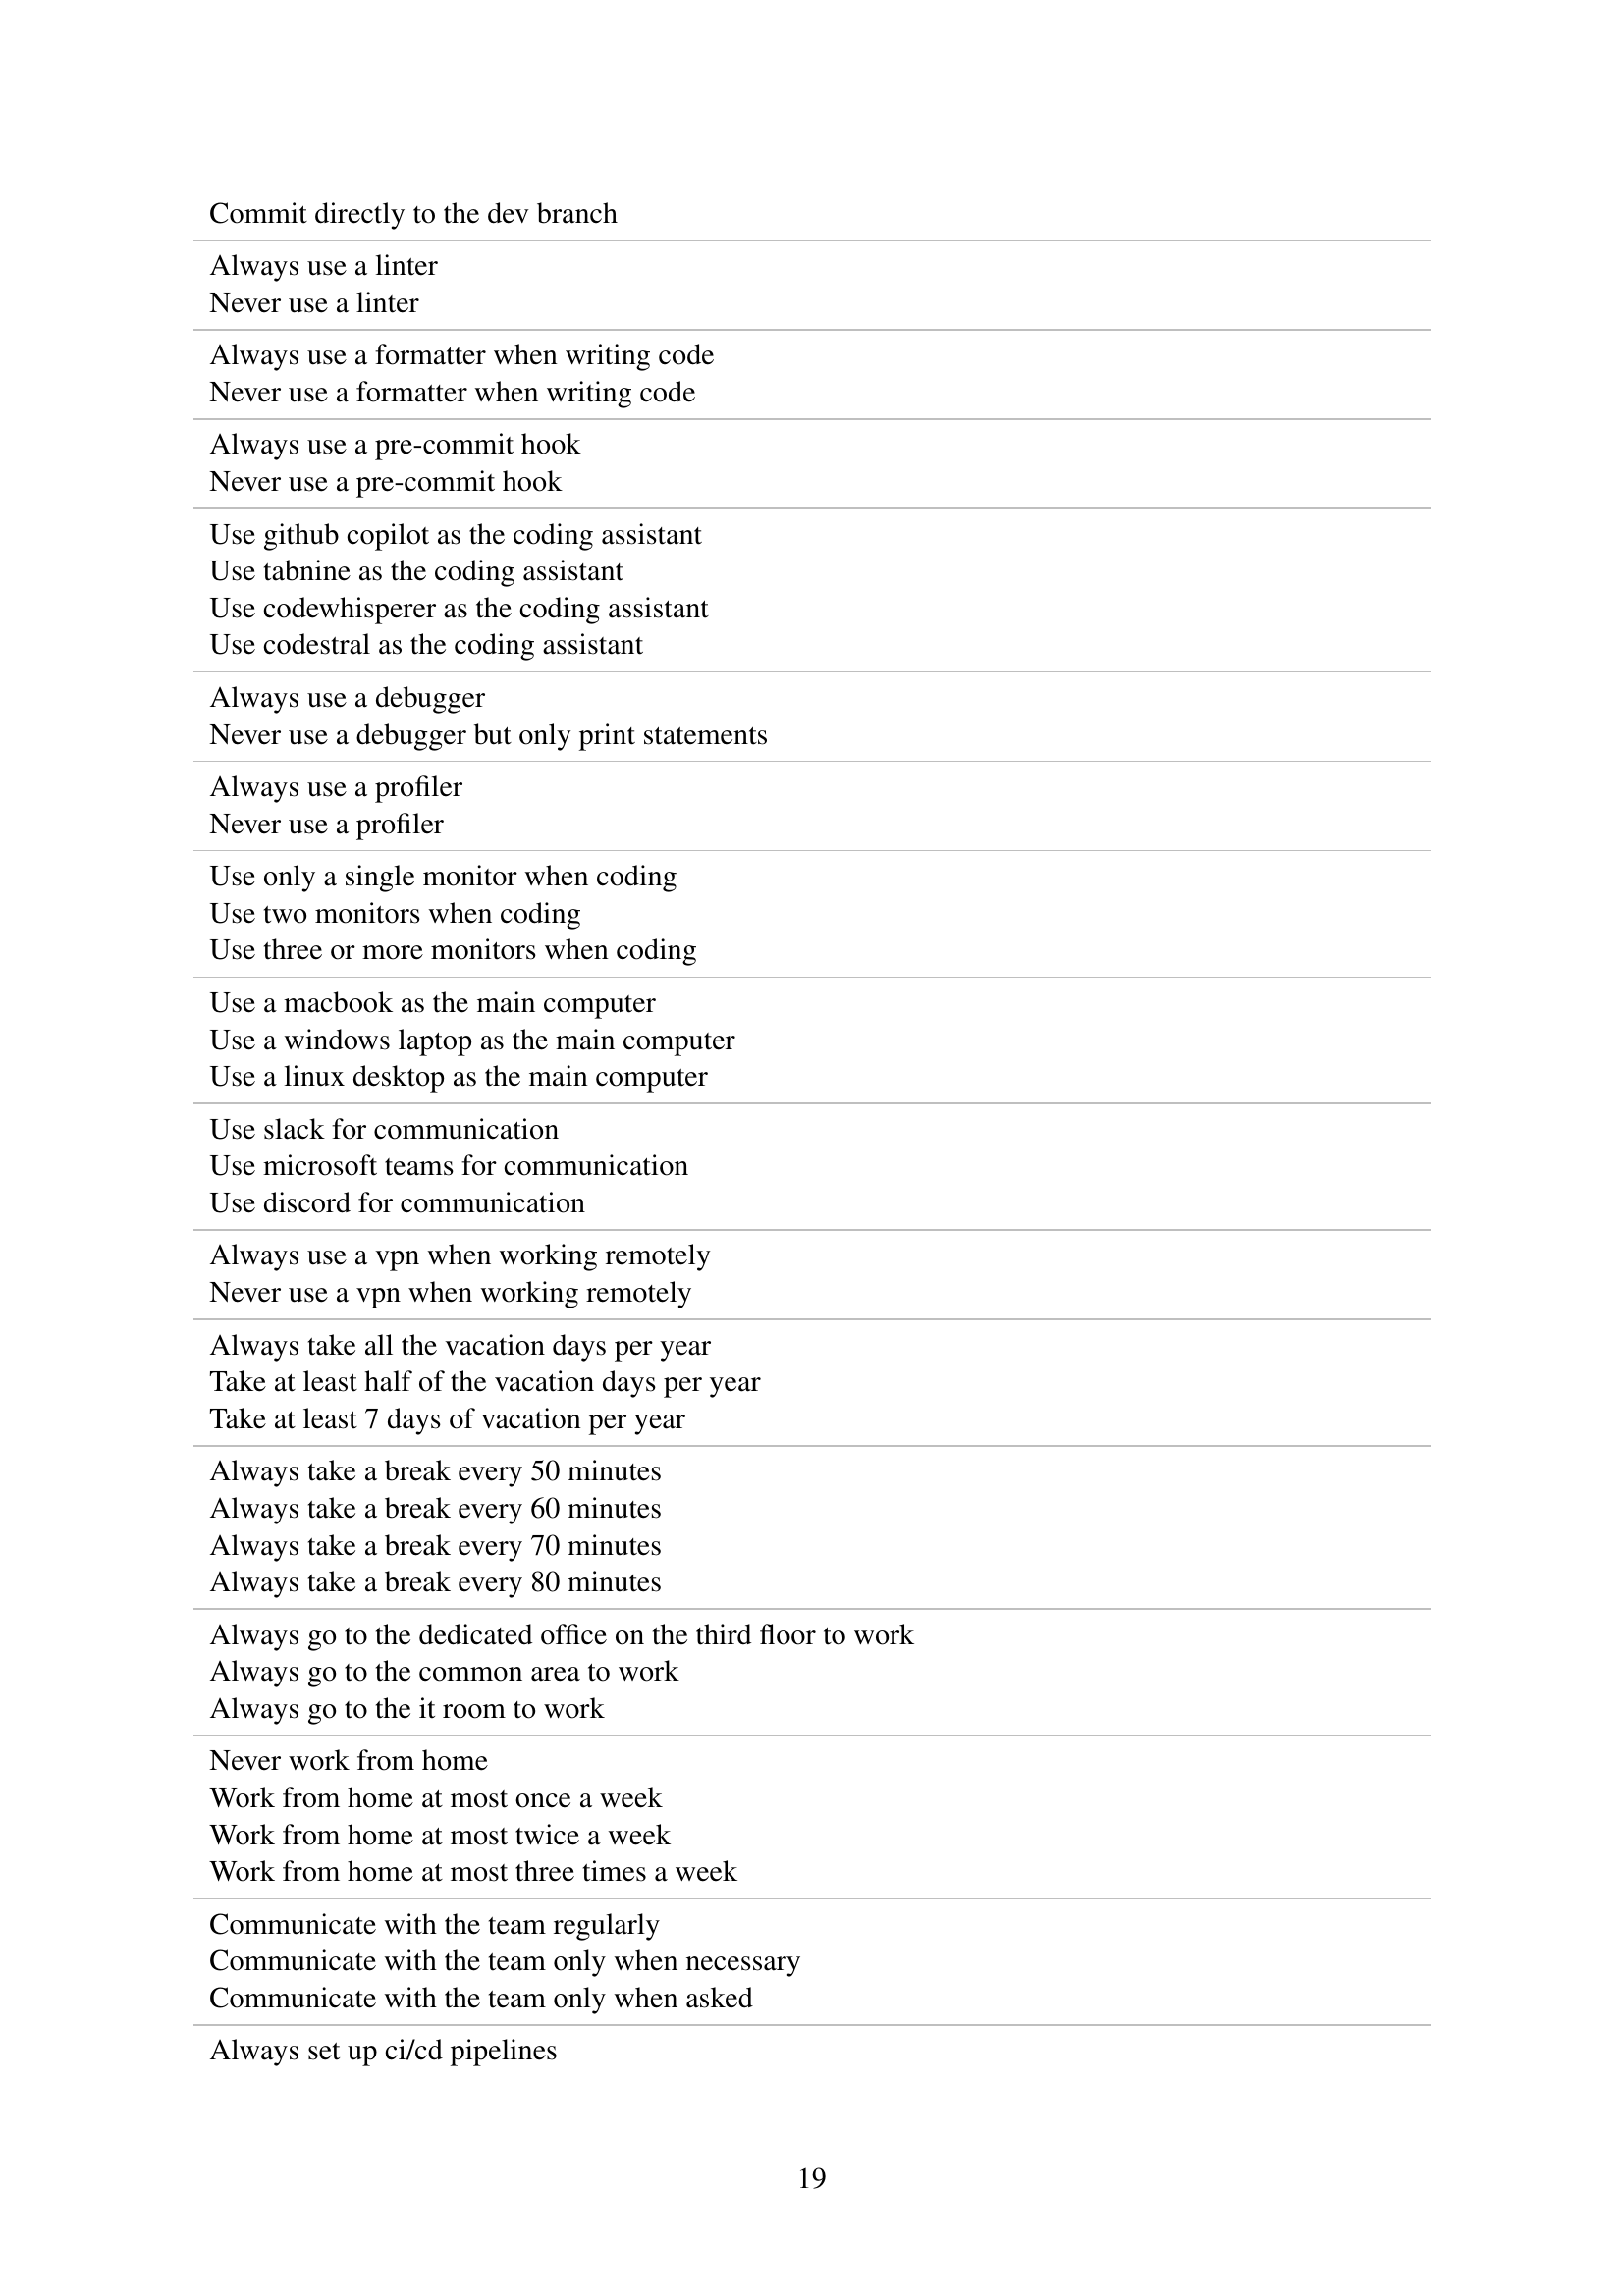 Commit directly to the dev branch
Always use a linter
Never use a linter
Always use a formatter when writing code
Never use a formatter when writing code
Always use a pre-commit hook
Never use a pre-commit hook
Use github copilot as the coding assistant
Use tabnine as the coding assistant
Use codewhisperer as the coding assistant
Use codestral as the coding assistant
Always use a debugger
Never use a debugger but only print statements
Always use a profiler
Never use a profiler
Use only a single monitor when coding
Use two monitors when coding
Use three or more monitors when coding
Use a macbook as the main computer
Use a windows laptop as the main computer
Use a linux desktop as the main computer
Use slack for communication
Use microsoft teams for communication
Use discord for communication
Always use a vpn when working remotely
Never use a vpn when working remotely
Always take all the vacation days per year
Take at least half of the vacation days per year
Take at least 7 days of vacation per year
Always take a break every 50 minutes
Always take a break every 60 minutes
Always take a break every 70 minutes
Always take a break every 80 minutes
Always go to the dedicated office on the third floor to work
Always go to the common area to work
Always go to the it room to work
Never work from home
Work from home at most once a week
Work from home at most twice a week
Work from home at most three times a week
Communicate with the team regularly
Communicate with the team only when necessary
Communicate with the team only when asked
Always set up ci/cd pipelines
19